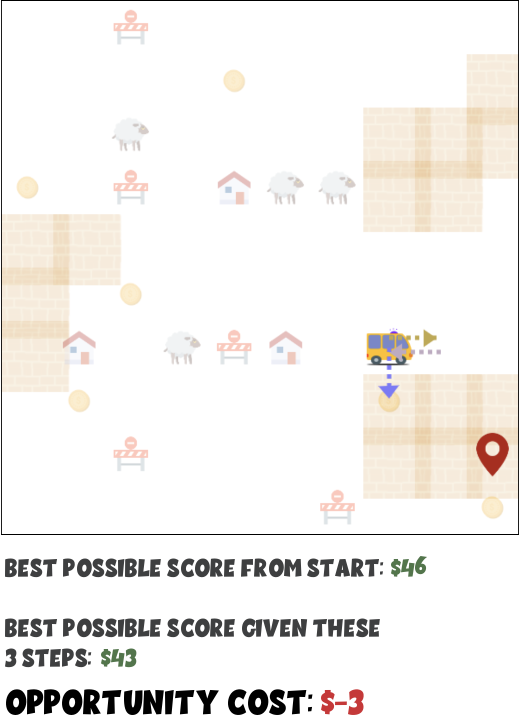 BEST POSSIBLE SCORE FROM START: $46
BEST POSSIBLE SCORE GIVEN THESE
3 STEPS: $43
OPPORTUNITY COST: $-3